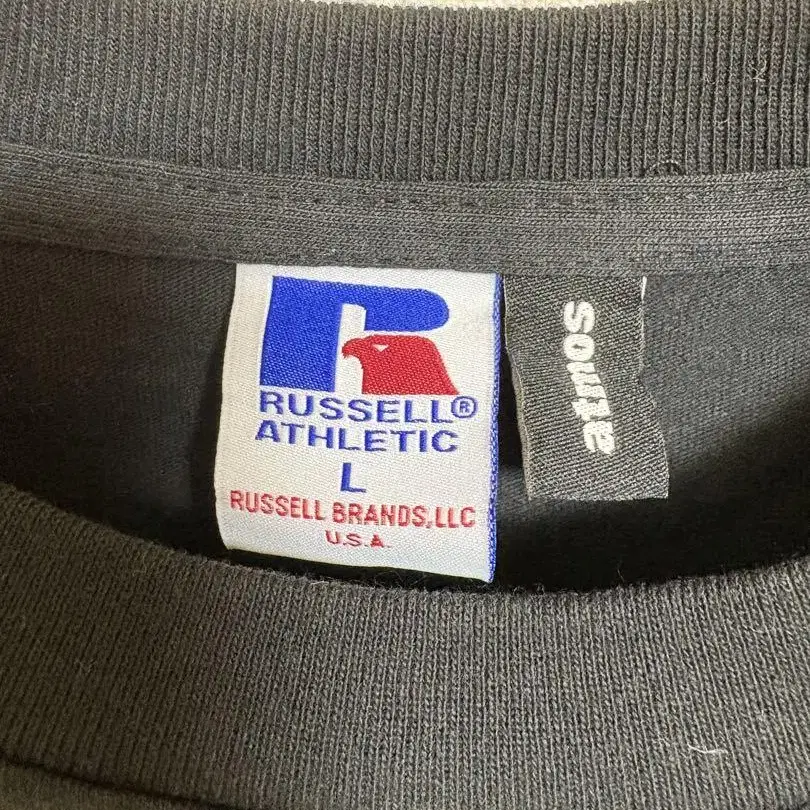 RUSSELL®
ATHLETIC
L
RUSSELL BRANDS, LLC
U.S.A.
atmos